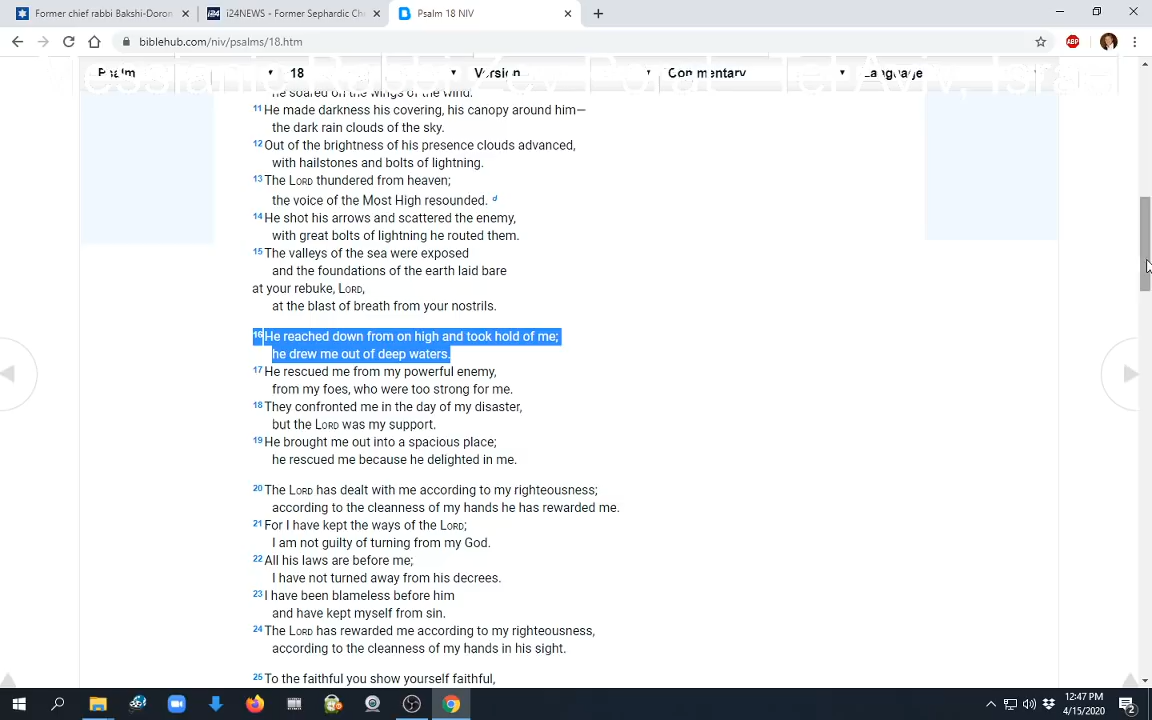 Former chief rabbi Bakshi-Doron
i24NEWS - Former Sephardic Ch
Psalm 18 NIV
biblehub.com/niv/psalms/18.htm
ABP
Psalm 18 Version Commentary Language
he soared on the wings of the wind.
11 He made darkness his covering, his canopy around him—
the dark rain clouds of the sky.
12 Out of the brightness of his presence clouds advanced,
with hailstones and bolts of lightning.
13 The LORD thundered from heaven;
the voice of the Most High resounded. d
14 He shot his arrows and scattered the enemy,
with great bolts of lightning he routed them.
15 The valleys of the sea were exposed
and the foundations of the earth laid bare
at your rebuke, LORD,
at the blast of breath from your nostrils.
16 He reached down from on high and took hold of me;
he drew me out of deep waters.
17 He rescued me from my powerful enemy,
from my foes, who were too strong for me.
18 They confronted me in the day of my disaster,
but the LORD was my support.
19 He brought me out into a spacious place;
he rescued me because he delighted in me.
20 The LORD has dealt with me according to my righteousness;
according to the cleanness of my hands he has rewarded me.
21 For I have kept the ways of the LORD;
I am not guilty of turning from my God.
22 All his laws are before me;
I have not turned away from his decrees.
23 I have been blameless before him
and have kept myself from sin.
24 The LORD has rewarded me according to my righteousness,
according to the cleanness of my hands in his sight.
25 To the faithful you show yourself faithful,
12:47 PM
4/15/2020
2